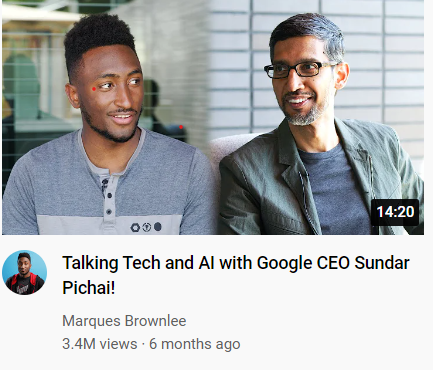 14:20
Talking Tech and AI with Google CEO Sundar
Pichai!
Marques Brownlee
3.4M views · 6 months ago